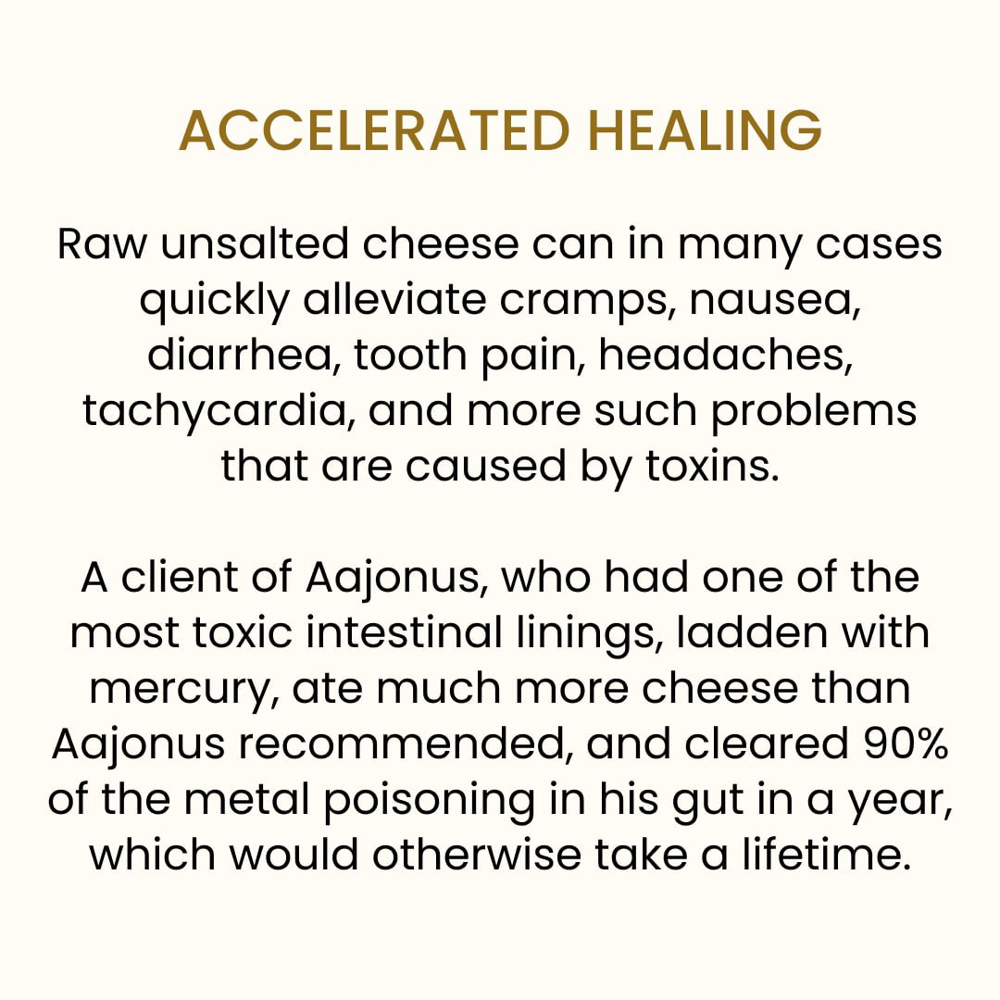 ACCELERATED HEALING
Raw unsalted cheese can in many cases
quickly alleviate cramps, nausea,
diarrhea, tooth pain, headaches,
tachycardia, and more such problems
that are caused by toxins.
A client of Aajonus, who had one of the
most toxic intestinal linings, ladden with
mercury, ate much more cheese than
Aajonus recommended, and cleared 90%
of the metal poisoning in his gut in a year,
which would otherwise take a lifetime.